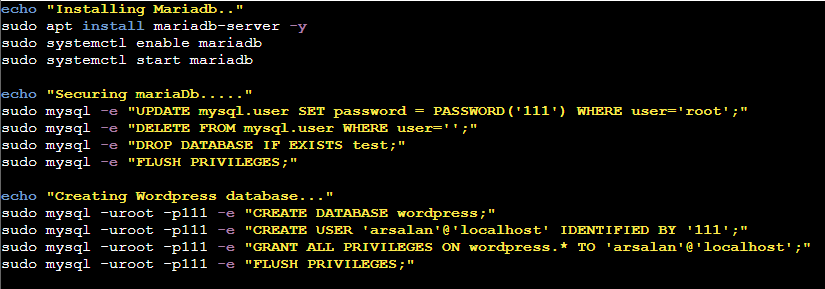 echo "Installing Mariadb.."
sudo apt install mariadb-server -y
sudo systemctl enable mariadb
sudo systemctl start mariadb
echo "Securing mariaDb....."
sudo mysql -e "UPDATE mysql.user SET password = PASSWORD('111') WHERE user='root';"
sudo mysql -e "DELETE FROM mysql.user WHERE user='';"
sudo mysql -e "DROP DATABASE IF EXISTS test;"
sudo mysql -e "FLUSH PRIVILEGES;"
echo "Creating Wordpress database..."
sudo mysql -uroot -p111 -e "CREATE DATABASE wordpress;"
sudo mysql -uroot -p111 -e "CREATE USER 'arsalan'@'localhost' IDENTIFIED BY '111';"
sudo mysql -uroot -p111 -e "GRANT ALL PRIVILEGES ON wordpress.* TO 'arsalan'@'localhost';"
sudo mysql -uroot -p111 -e "FLUSH PRIVILEGES;"